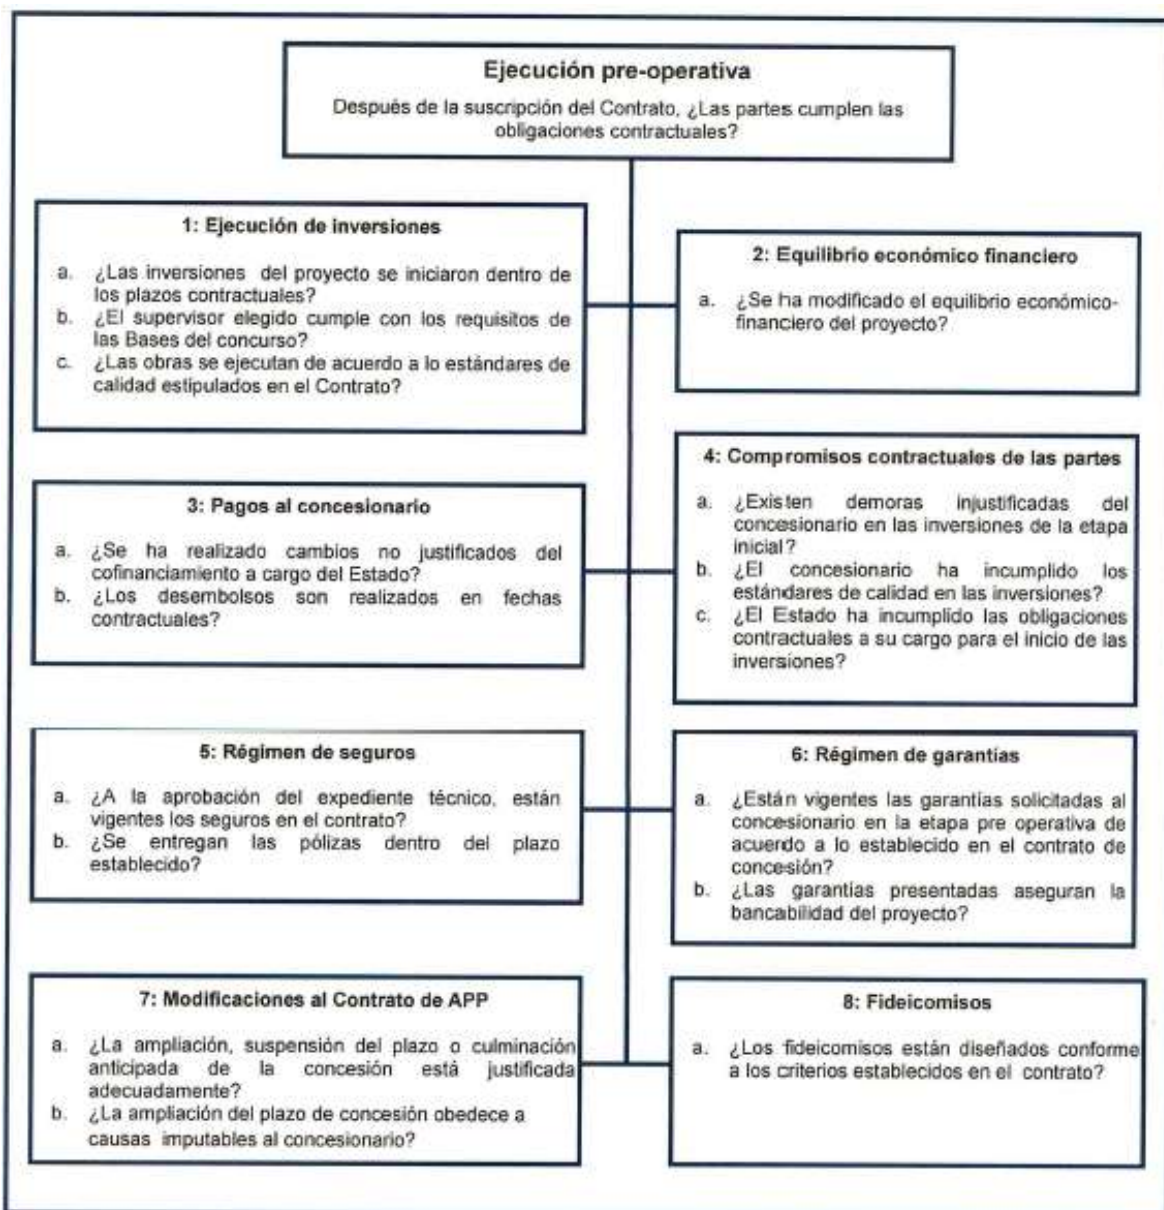 Ejecución pre-operativa
Después de la suscripción del Contrato, ¿Las partes cumplen las
obligaciones contractuales?
1: Ejecución de inversiones
a. ¿Las inversiones del proyecto se iniciaron dentro de
los plazos contractuales?
b. ¿El supervisor elegido cumple con los requisitos de
las Bases del concurso?
c. ¿Las obras se ejecutan de acuerdo a lo estándares de
calidad estipulados en el Contrato?
2: Equilibrio económico financiero
a. ¿Se ha modificado el equilibrio económico-
financiero del proyecto?
3: Pagos al concesionario
a. ¿Se ha realizado cambios no justificados del
cofinanciamiento a cargo del Estado?
b. ¿Los desembolsos son realizados en fechas
contractuales?
4: Compromisos contractuales de las partes
a. ¿Existen demoras injustificadas del
concesionario en las inversiones de la etapa
inicial?
b. ¿El concesionario ha incumplido los
estándares de calidad en las inversiones?
c. ¿El Estado ha incumplido las obligaciones
contractuales a su cargo para el inicio de las
inversiones?
5: Régimen de seguros
a. ¿A la aprobación del expediente técnico, están
vigentes los seguros en el contrato?
b. ¿Se entregan las pólizas dentro del plazo
establecido?
6: Régimen de garantías
a. ¿Están vigentes las garantías solicitadas al
concesionario en la etapa pre operativa de
acuerdo a lo establecido en el contrato de
concesión?
b. ¿Las garantías presentadas aseguran la
bancabilidad del proyecto?
7: Modificaciones al Contrato de APP
a. ¿La ampliación, suspensión del plazo o culminación
anticipada de la concesión está justificada
adecuadamente?
b. ¿La ampliación del plazo de concesión obedece a
causas imputables al concesionario?
8: Fideicomisos
a. ¿Los fideicomisos están diseñados conforme
a los criterios establecidos en el contrato?